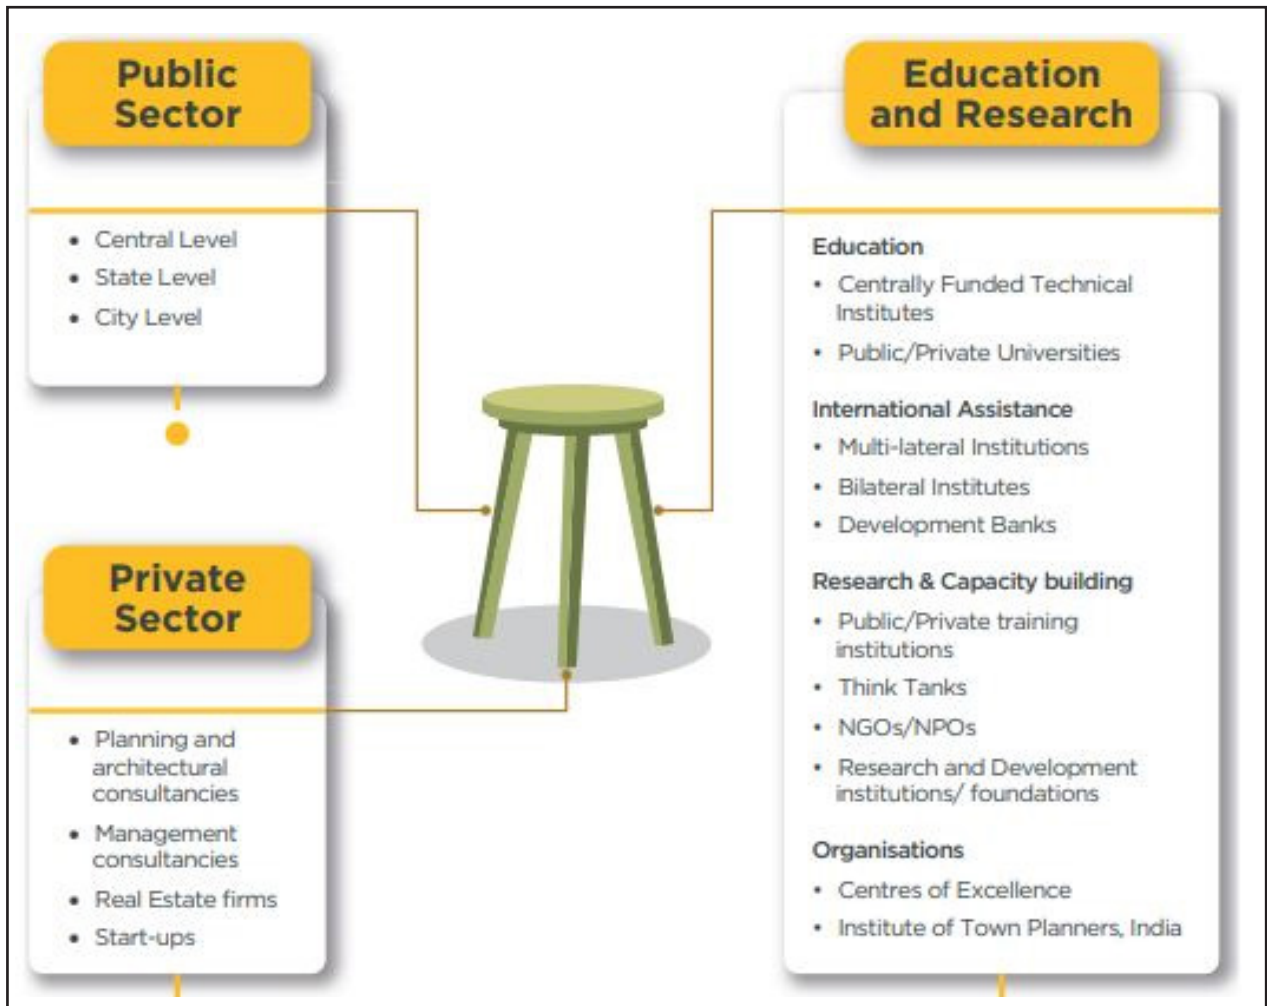 Public
Sector
• Central Level
• State Level
• City Level
Private
Sector
• Planning and
architectural
consultancies
• Management
consultancies
• Real Estate firms
• Start-ups
Education
and Research
Education
• Centrally Funded Technical
Institutes
• Public/Private Universities
International Assistance
• Multi-lateral Institutions
• Bilateral Institutes
• Development Banks
Research & Capacity building
• Public/Private training
institutions
• Think Tanks
• NGOs/NPOs
• Research and Development
institutions/ foundations
Organisations
• Centres of Excellence
• Institute of Town Planners, India